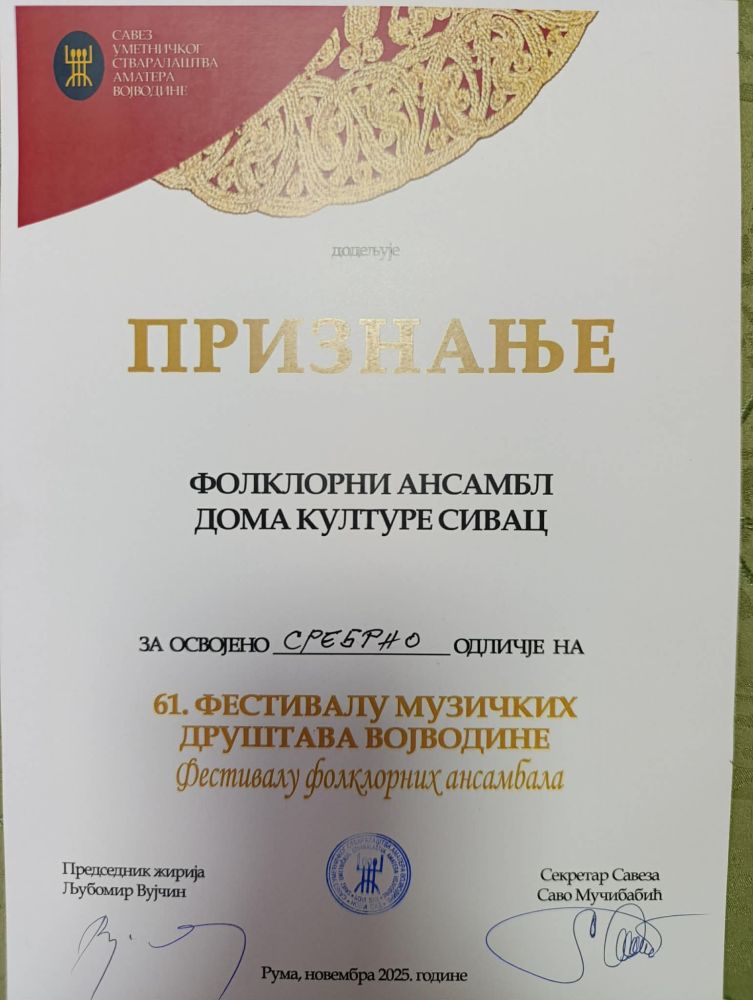 САВЕЗ
УМЕТНИЧКОГ
СТВАРАЛАШТВА
АМАТЕРА
ВОЈВОДИНЕ
додељује
ПРИЗНАЊЕ
ФОЛКЛОРНИ АНСАМБЛ
ДОМА КУЛТУРЕ СИВАЦ
ЗА ОСВОЈЕНО СРЕБРНО ОДЛИЧЈЕ НА
61. ФЕСТИВАЛУ МУЗИЧКИХ
ДРУШТАВА ВОЈВОДИНЕ
Фестивалу фолклорних ансамбала
Председник жирија
Љубомир Вујчин
Секретар Савеза
Саво Мучибабић
Рума, новембра 2025. године